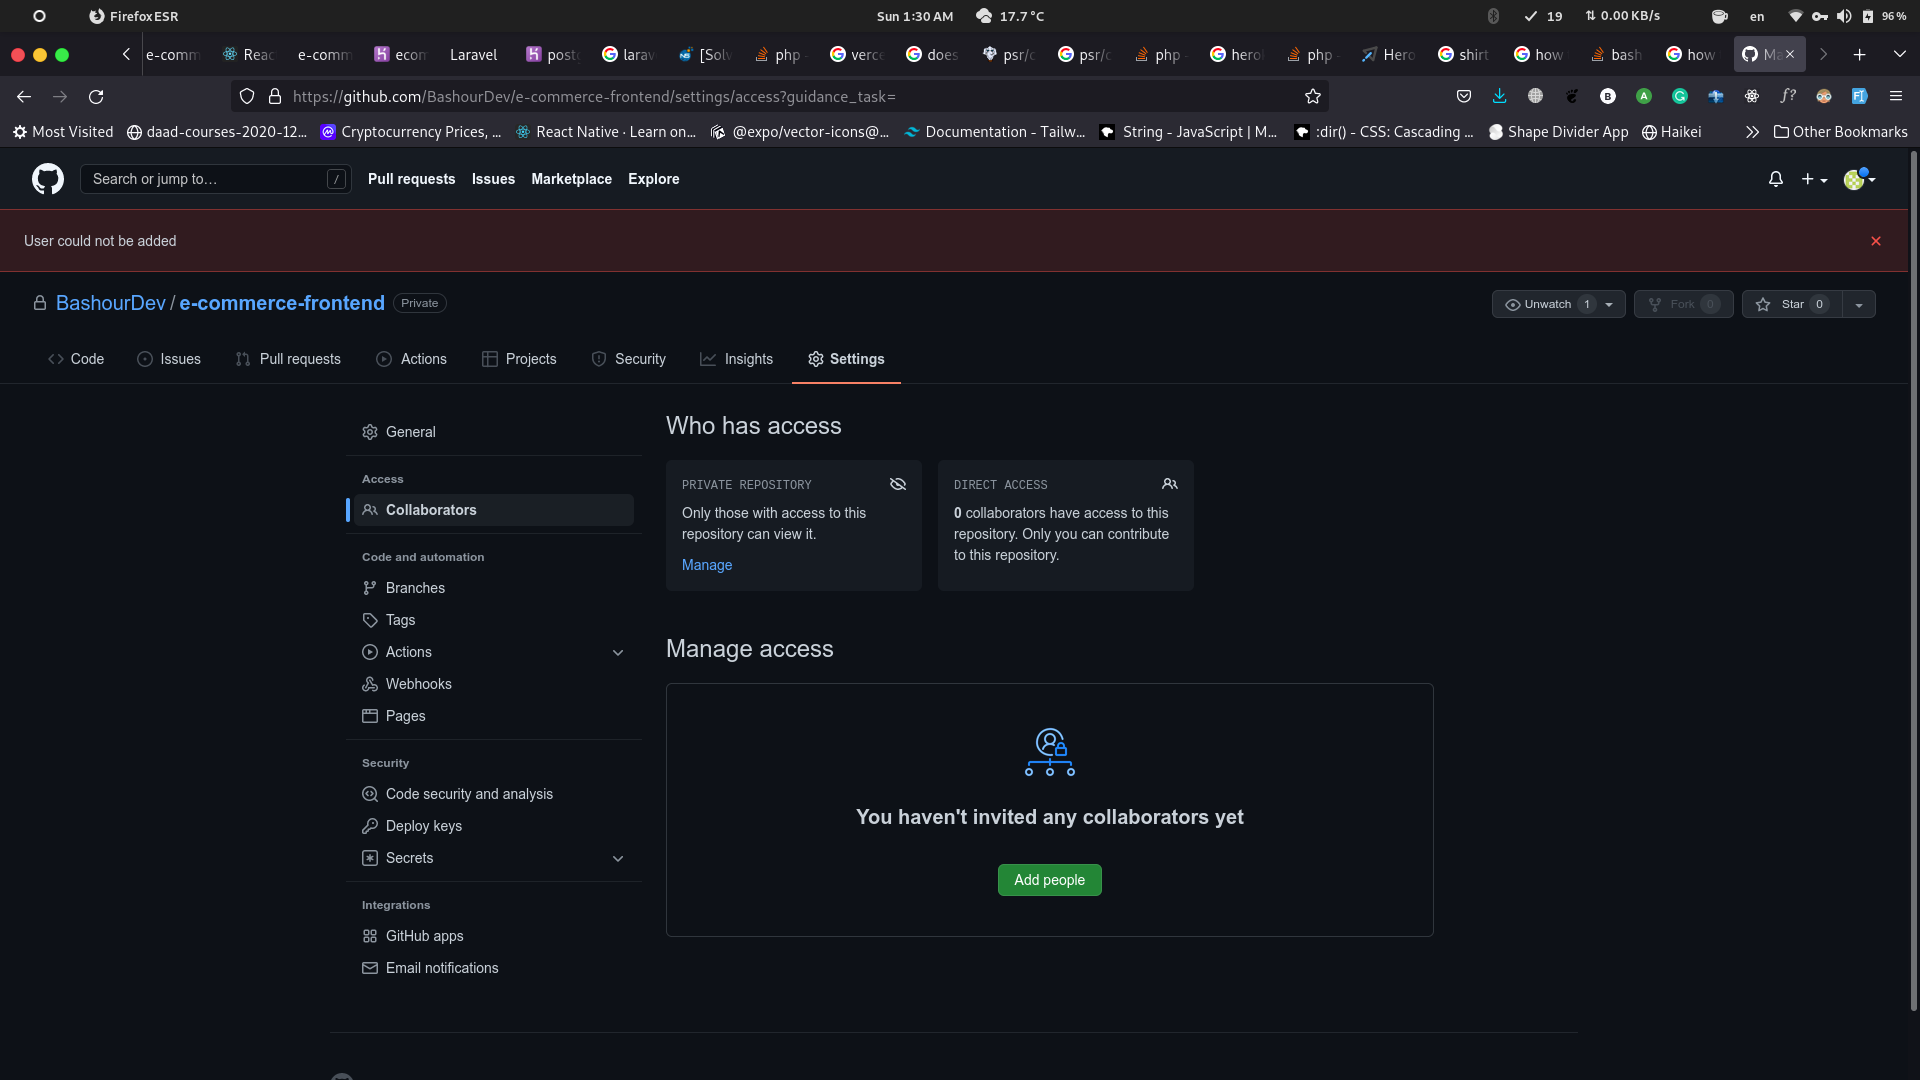 Firefox ESR
Sun 1:30 AM
17.7 °C
19
0.00 KB/s
en
96 %
e-comm
Reac
e-comm
ecom
Laravel
post
larav
[Solv
php -
verce
does
psr/c
psr/c
php -
herol
php -
Hero
shirt
how
bash
how
Ma
https://github.com/BashourDev/e-commerce-frontend/settings/access?guidance_task=
Most Visited
daad-courses-2020-12...
Cryptocurrency Prices, ...
React Native · Learn on...
@expo/vector-icons@...
Documentation - Tailw...
String - JavaScript | M...
:dir() - CSS: Cascading ...
Shape Divider App
Haikei
Other Bookmarks
Search or jump to…
/
Pull requests
Issues
Marketplace
Explore
User could not be added
BashourDev / e-commerce-frontend
Private
Unwatch 1
Fork 0
Star 0
Code
Issues
Pull requests
Actions
Projects
Security
Insights
Settings
General
Access
Collaborators
Code and automation
Branches
Tags
Actions
Webhooks
Pages
Security
Code security and analysis
Deploy keys
Secrets
Integrations
GitHub apps
Email notifications
Who has access
PRIVATE REPOSITORY
Only those with access to this
repository can view it.
Manage
DIRECT ACCESS
0 collaborators have access to this
repository. Only you can contribute
to this repository.
Manage access
You haven't invited any collaborators yet
Add people